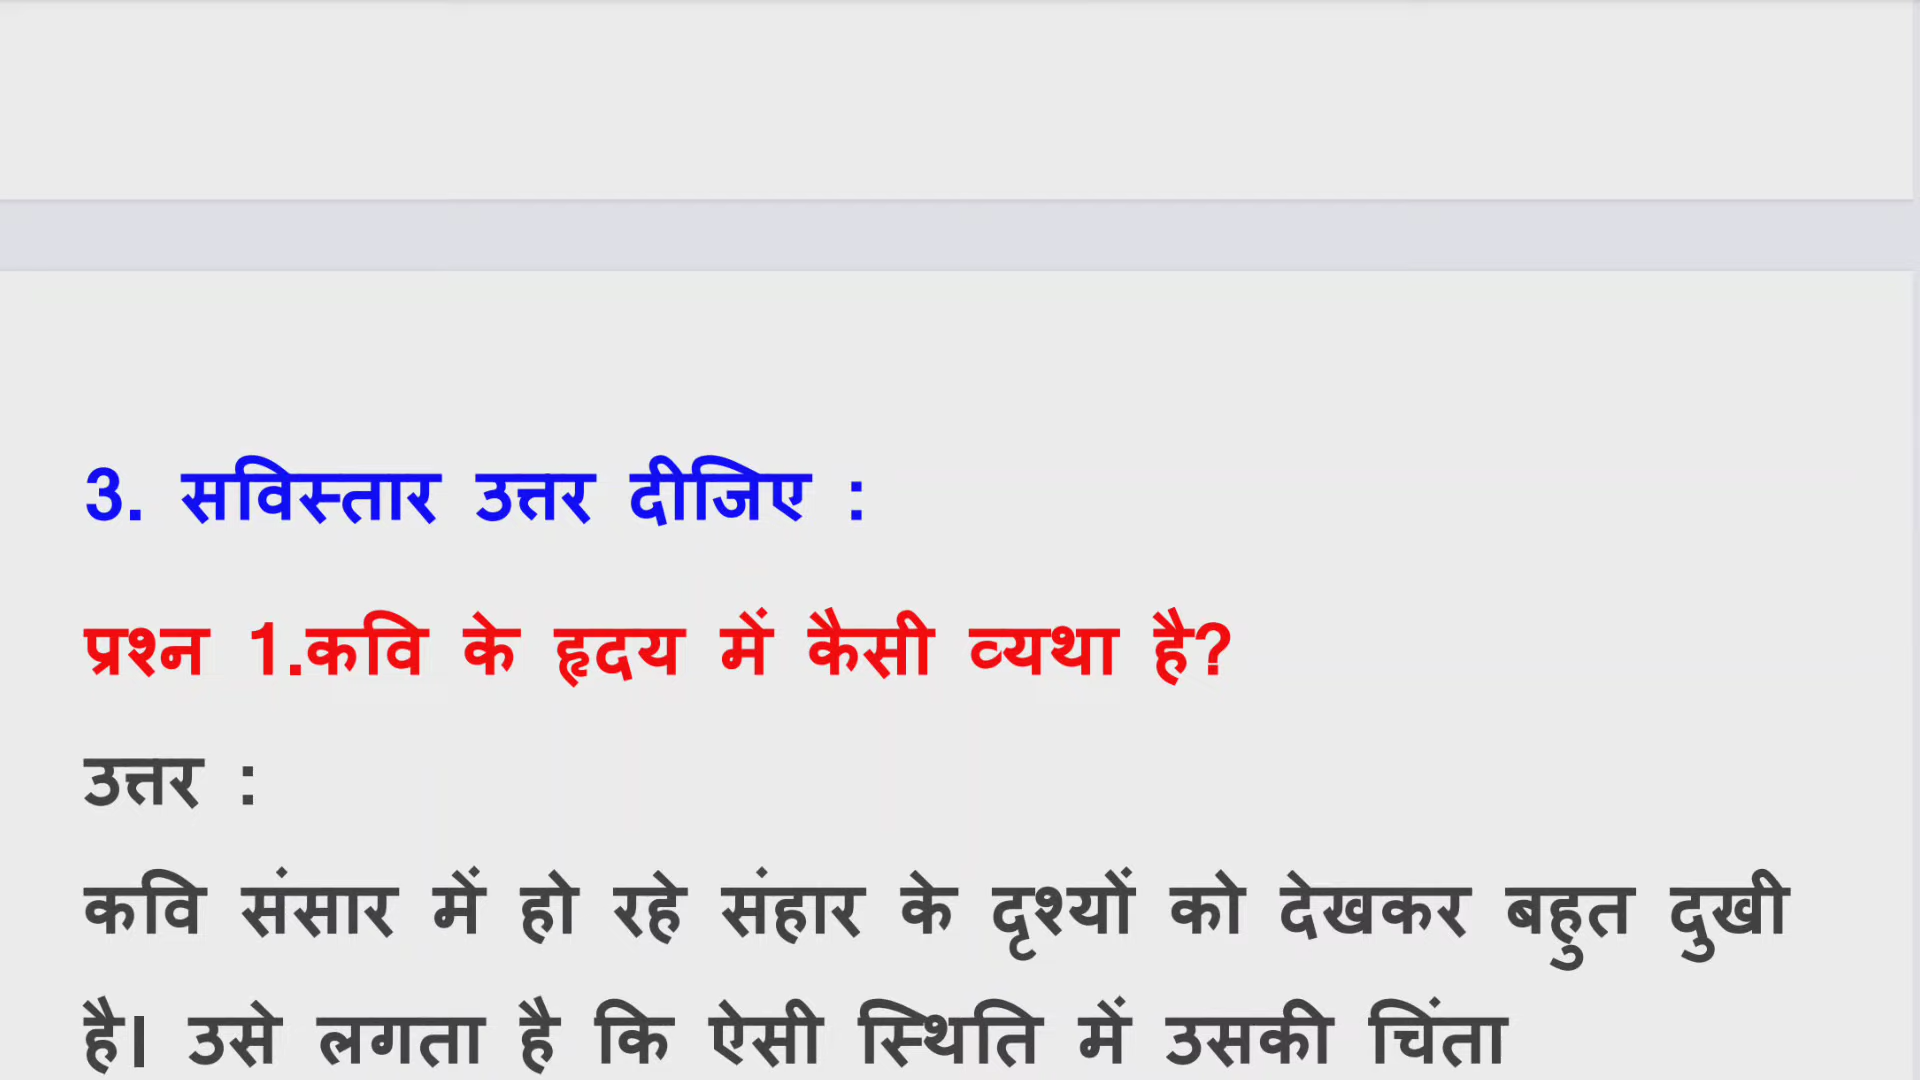 3. सविस्तार उत्तर दीजिए :
प्रश्न 1.कवि के हृदय में कैसी व्यथा है?
उत्तर :
कवि संसार में हो रहे संहार के दृश्यों को देखकर बहुत दुखी
है। उसे लगता है कि ऐसी स्थिति में उसकी चिंता